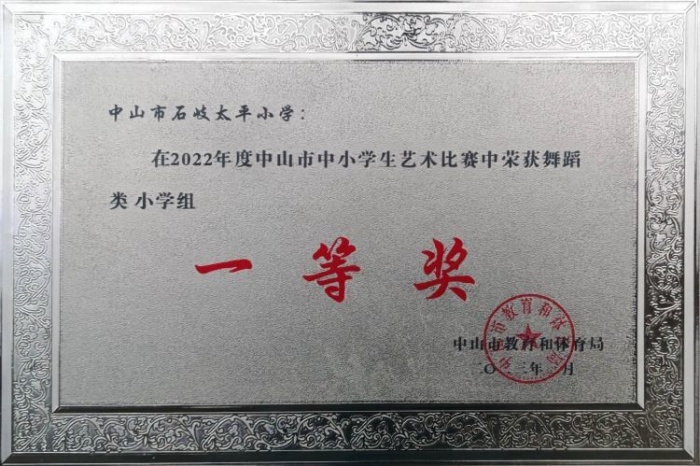 中山市石岐太平小学：
在2022年度中山市中小学生艺术比赛中荣获舞蹈
类 小学组
一等奖
中山市教育和体育局
二〇二三年 月